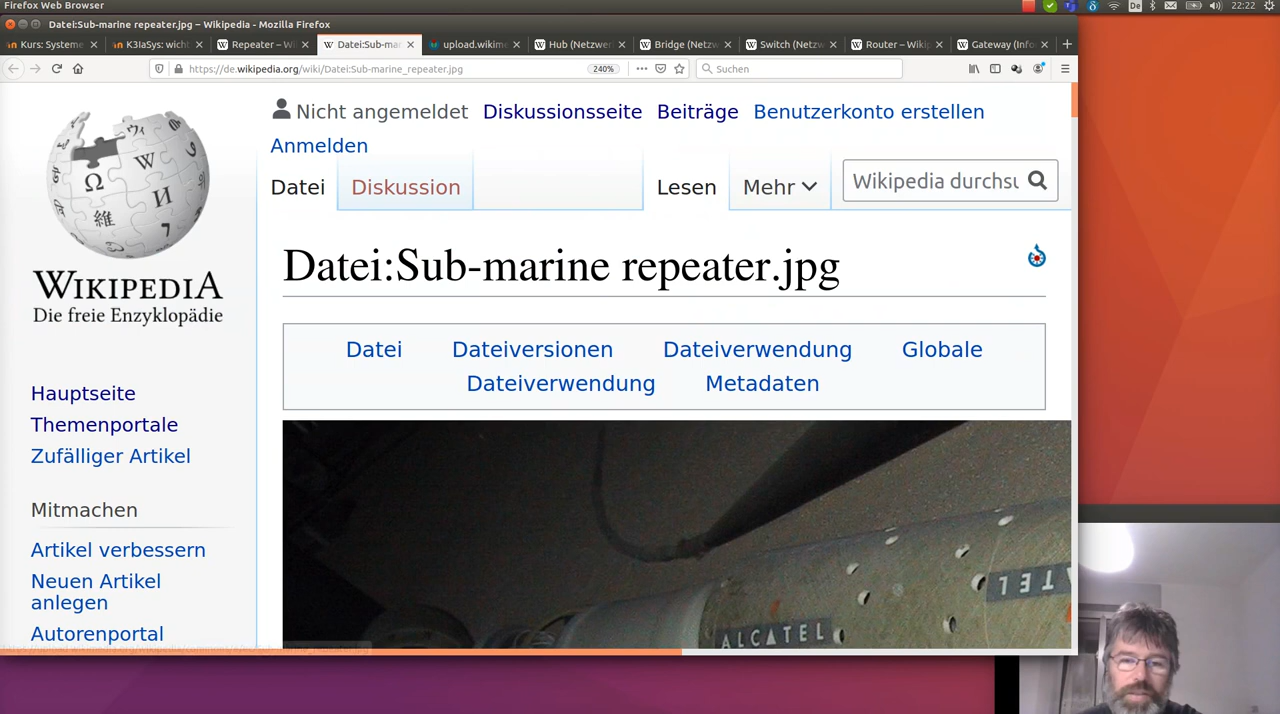 Firefox Web Browser
De
22:22
Datei:Sub-marine repeater.jpg – Wikipedia - Mozilla Firefox
Kurs: Systeme
K3IaSys: wicht
Repeater – Wi
Datei:Sub-mar
upload.wikime
Hub (Netzwer
Bridge (Netzw
Switch (Netzw
Router – Wikip
Gateway (Info
https://de.wikipedia.org/wiki/Datei:Sub-marine_repeater.jpg
240%
Suchen
Nicht angemeldet
Diskussionsseite
Beiträge
Benutzerkonto erstellen
Anmelden
Datei
Diskussion
Lesen
Mehr
Wikipedia durchsu
WIKIPEDIA
Die freie Enzyklopädie
Datei:Sub-marine repeater.jpg
Datei
Dateiversionen
Dateiverwendung
Globale
Dateiverwendung
Metadaten
Hauptseite
Themenportale
Zufälliger Artikel
Mitmachen
Artikel verbessern
Neuen Artikel
anlegen
Autorenportal
ALCATEL